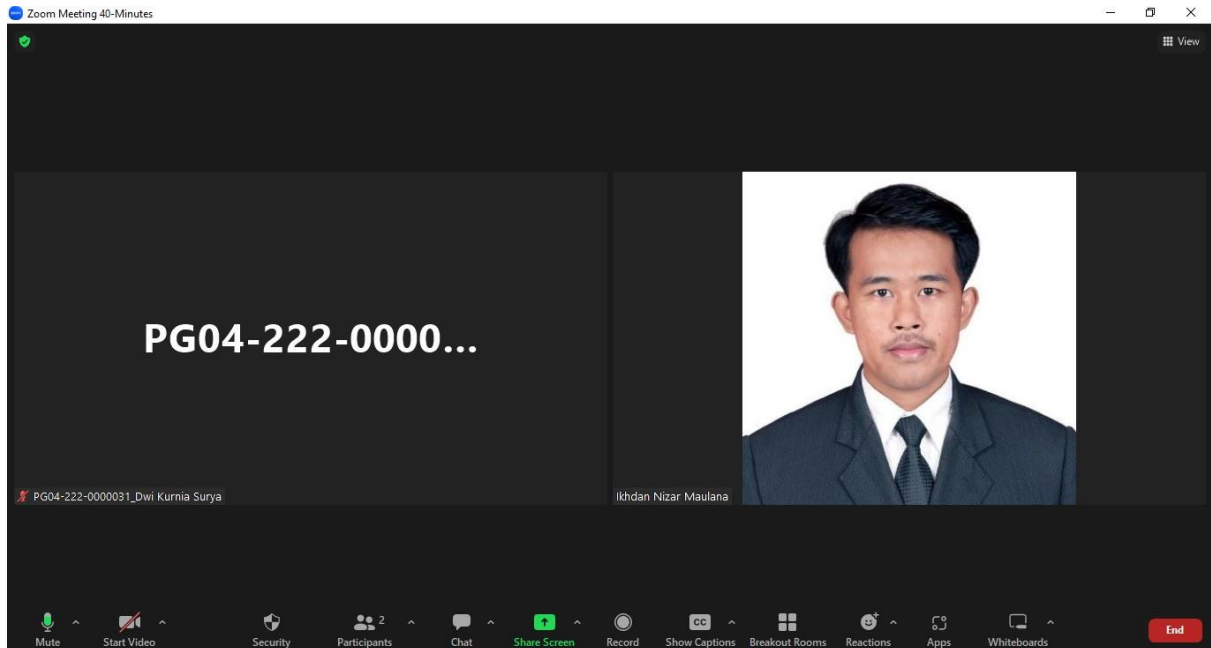 Zoom Meeting 40-Minutes
View
PG04-222-0000...
PG04-222-0000031_Dwi Kurnia Surya
Ikhdan Nizar Maulana
2
CC
Mute Start Video Security Participants Chat Share Screen Record Show Captions Breakout Rooms Reactions Apps Whiteboards End